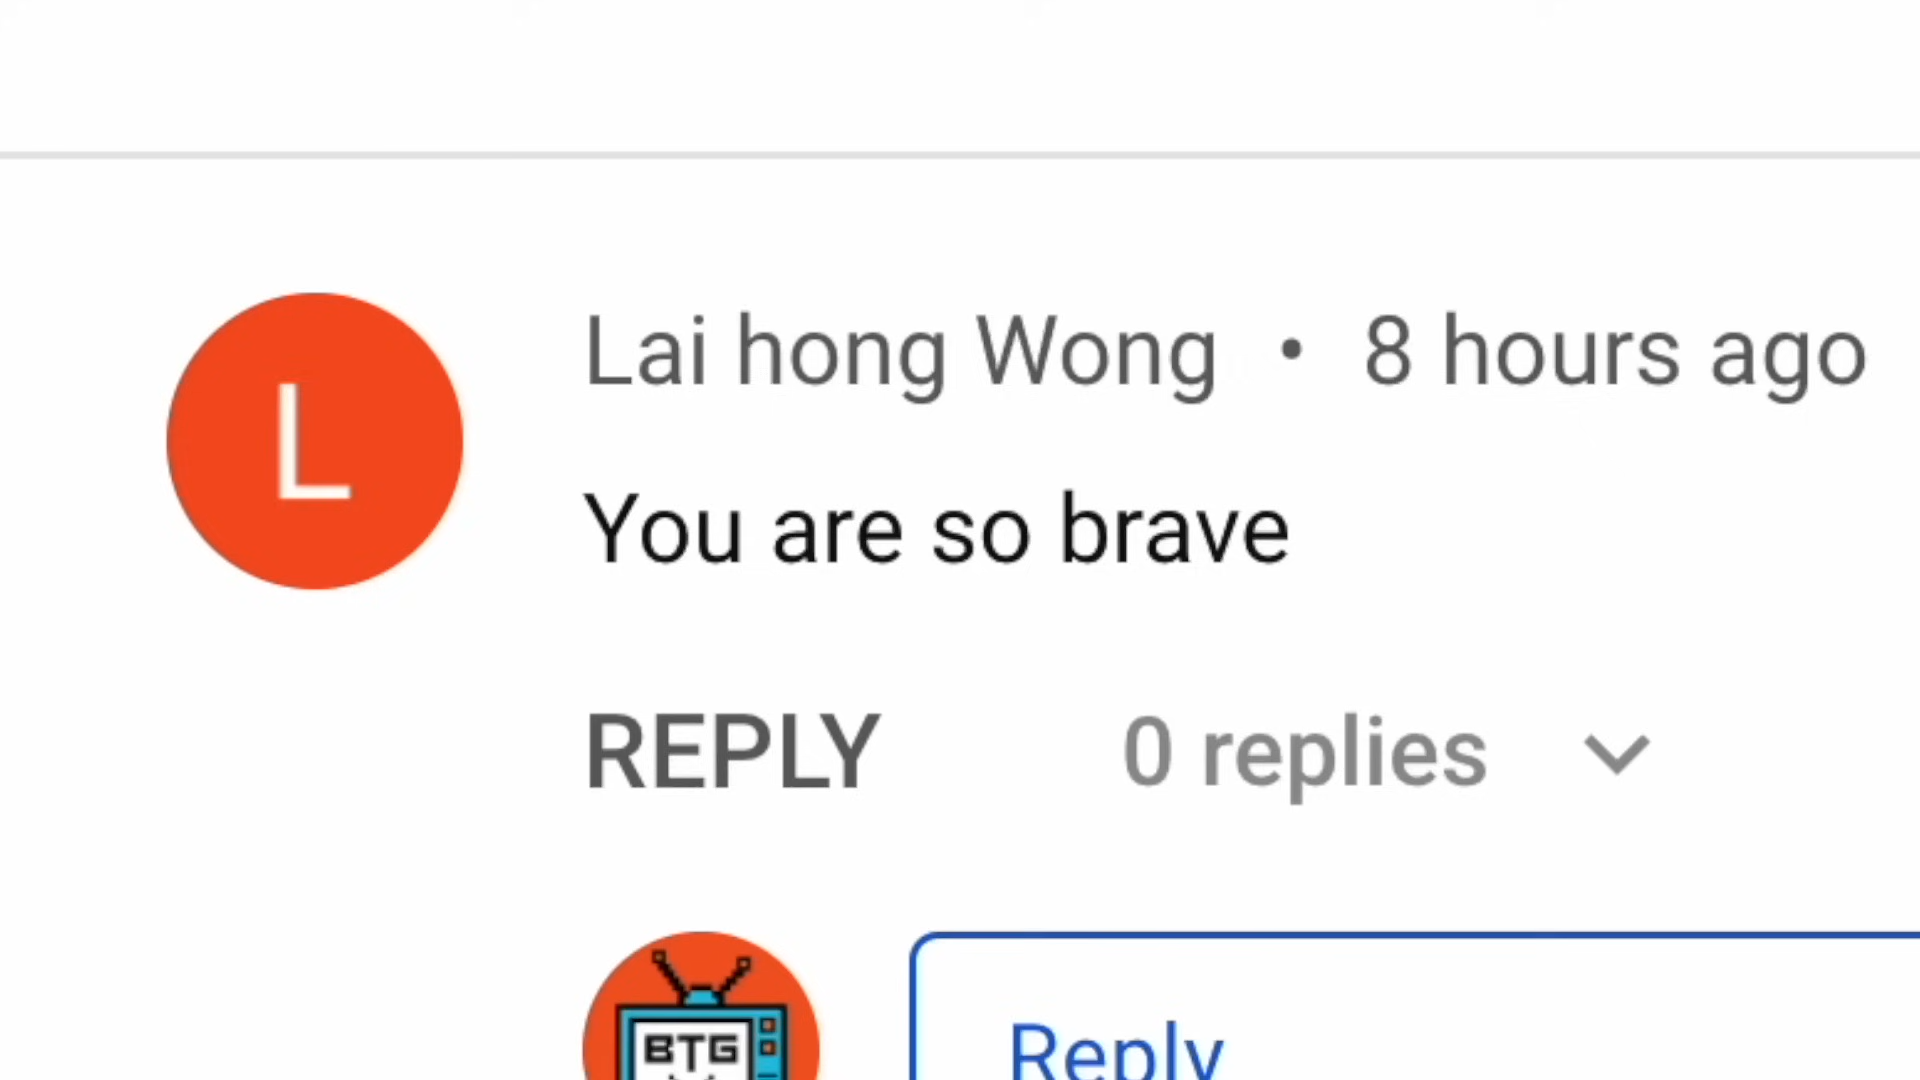 L
Lai hong Wong • 8 hours ago
You are so brave
REPLY 0 replies
BTG
Reply